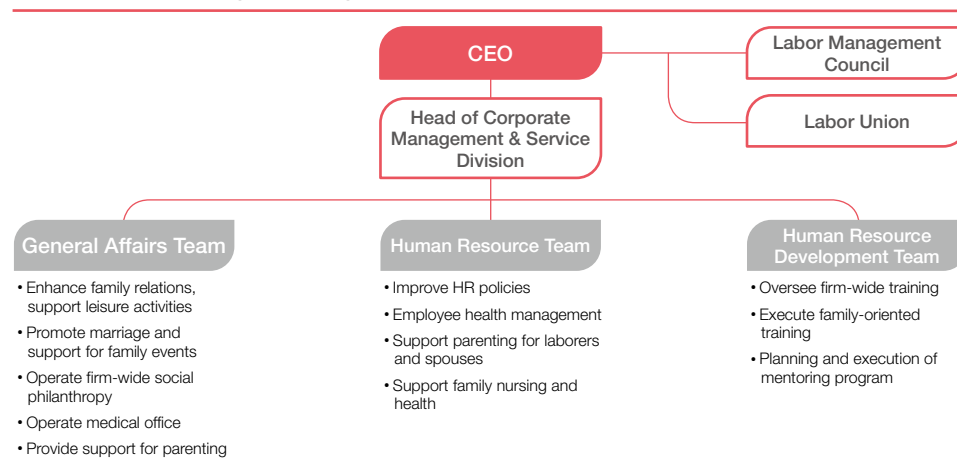 CEO
Labor Management
Council
Labor Union
Head of Corporate
Management & Service
Division
General Affairs Team
• Enhance family relations,
support leisure activities
• Promote marriage and
support for family events
• Operate firm-wide social
philanthropy
• Operate medical office
• Provide support for parenting
Human Resource Team
• Improve HR policies
• Employee health management
• Support parenting for laborers
and spouses
• Support family nursing and
health
Human Resource
Development Team
• Oversee firm-wide training
• Execute family-oriented
training
• Planning and execution of
mentoring program